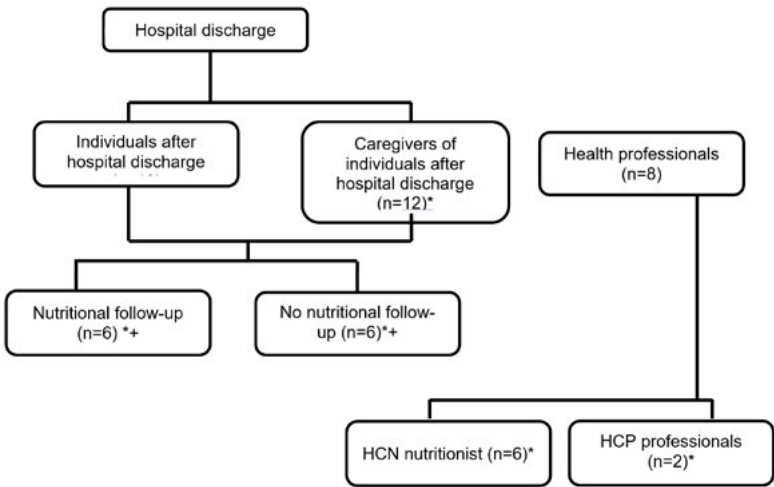 Hospital discharge
Individuals after
hospital discharge
Caregivers of
individuals after
hospital discharge
(n=12)*
Health professionals
(n=8)
Nutritional follow-up
(n=6) *+
No nutritional follow-
up (n=6)*+
HCN nutritionist (n=6)*
HCP professionals
(n=2)*